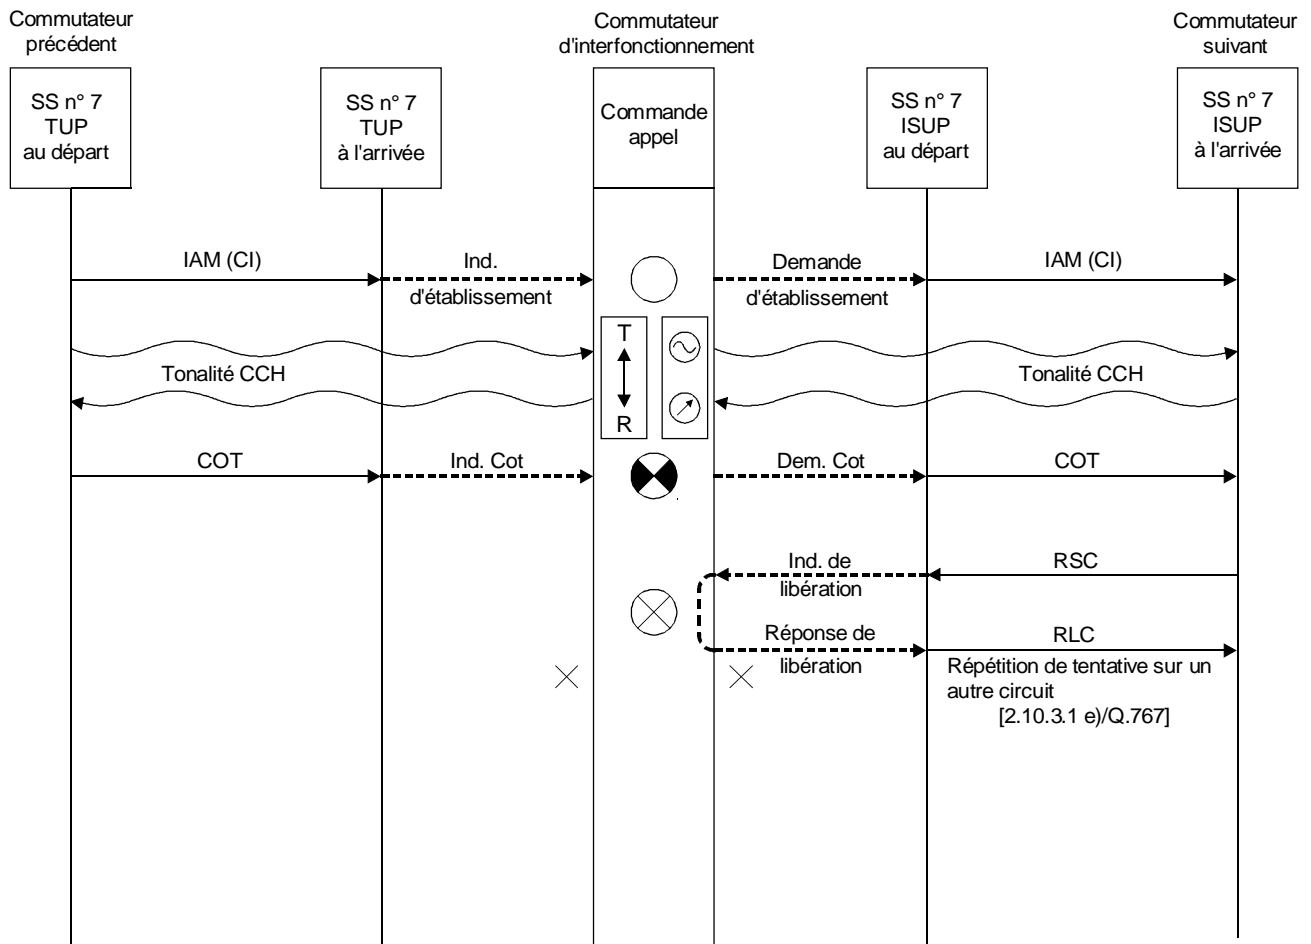 Commutateur
précédent
Commutateur
d'interfonctionnement
Commutateur
suivant
SS n° 7
TUP
au départ
SS n° 7
TUP
à l'arrivée
Commande
appel
SS n° 7
ISUP
au départ
SS n° 7
ISUP
à l'arrivée
IAM (CI)
Ind.
d'établissement
Demande
d'établissement
IAM (CI)
T
R
Tonalité CCH
Tonalité CCH
COT
Ind. Cot
Dem. Cot
COT
Ind. de
libération
RSC
Réponse de
libération
RLC
Répétition de tentative sur un
autre circuit
[2.10.3.1 e)/Q.767]